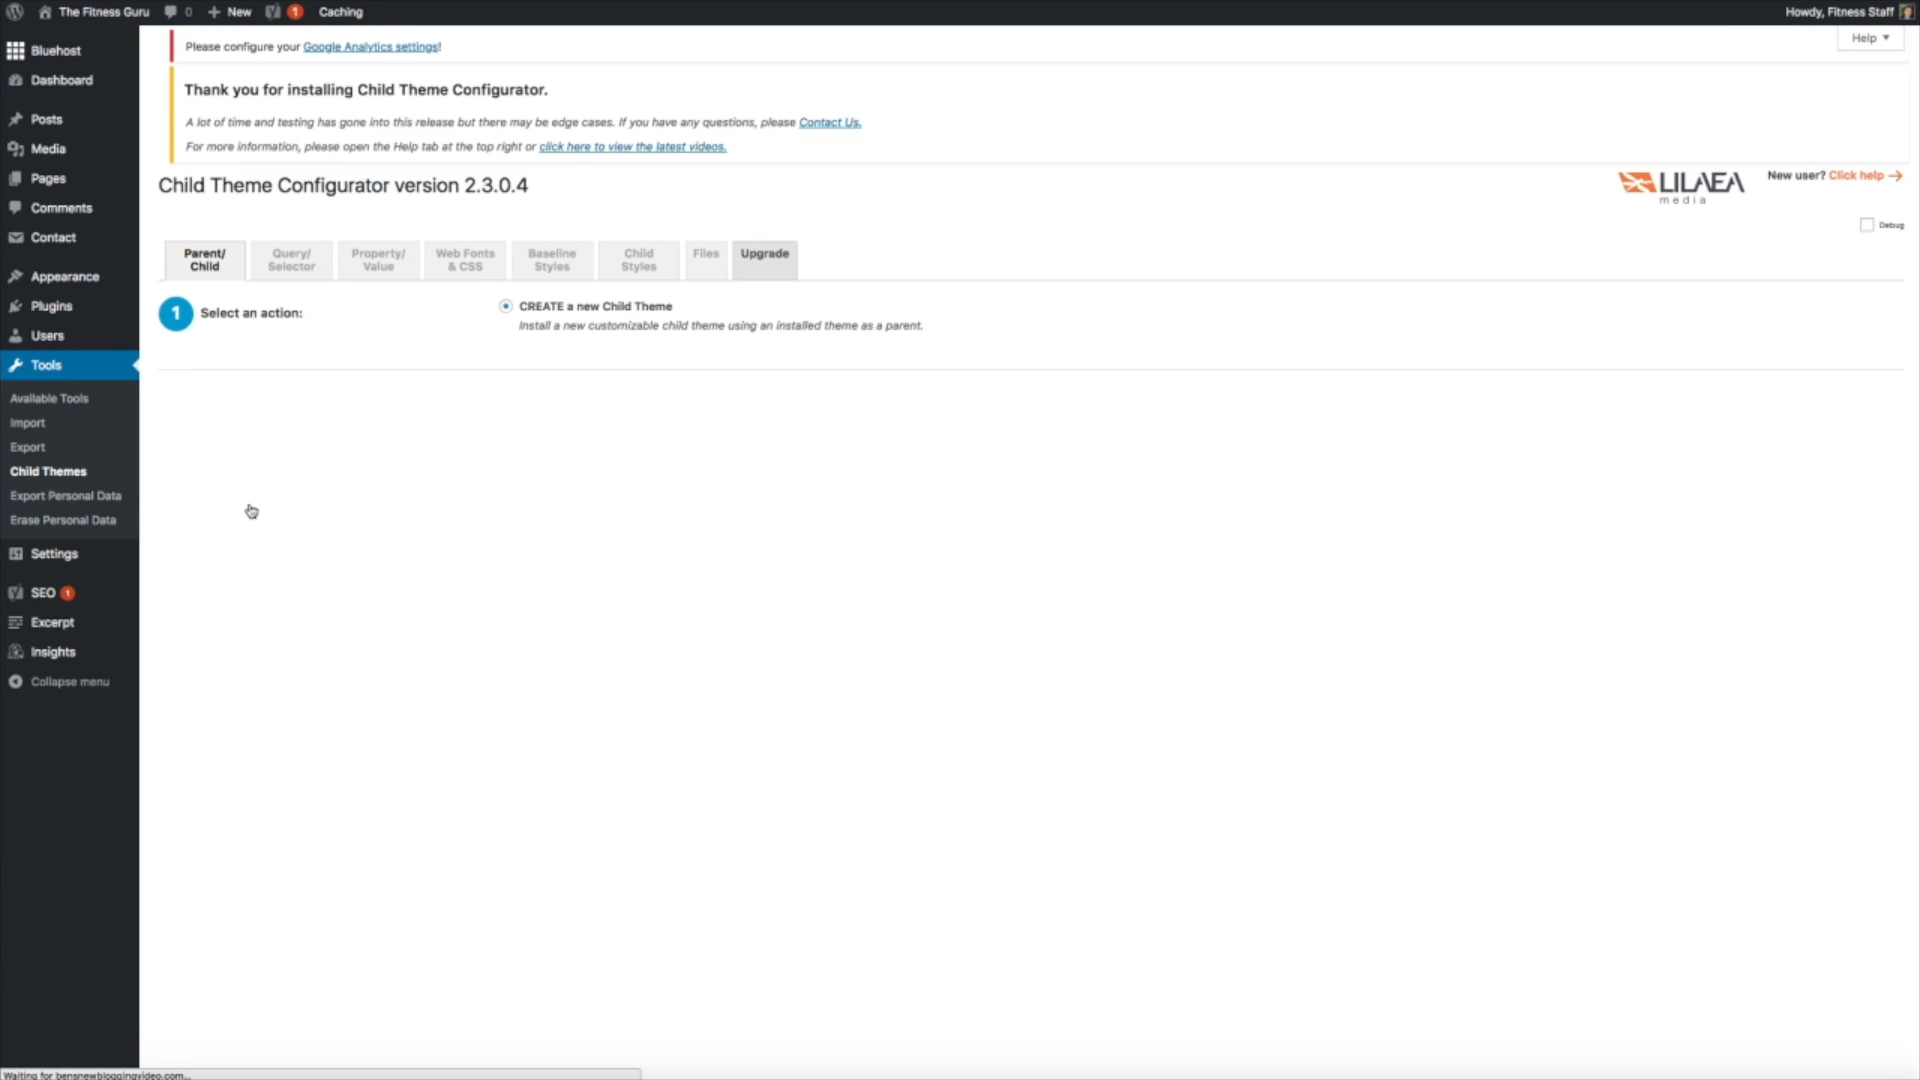 The Fitness Guru 0 New 1 Caching Howdy, Fitness Staff
Bluehost
Dashboard
Posts
Media
Pages
Comments
Contact
Appearance
Plugins
Users
Tools
Available Tools
Import
Export
Child Themes
Export Personal Data
Erase Personal Data
Settings
SEO 1
Excerpt
Insights
Collapse menu
Help
Please configure your Google Analytics settings!
Thank you for installing Child Theme Configurator.
A lot of time and testing has gone into this release but there may be edge cases. If you have any questions, please Contact Us.
For more information, please open the Help tab at the top right or click here to view the latest videos.
Child Theme Configurator version 2.3.0.4
LILAEA
media
New user? Click help →
Debug
Parent/
Child
Query/
Selector
Property/
Value
Web Fonts
& CSS
Baseline
Styles
Child
Styles
Files
Upgrade
1 Select an action:
CREATE a new Child Theme
Install a new customizable child theme using an installed theme as a parent.
Waiting for bensnewbloggingvideo.com...